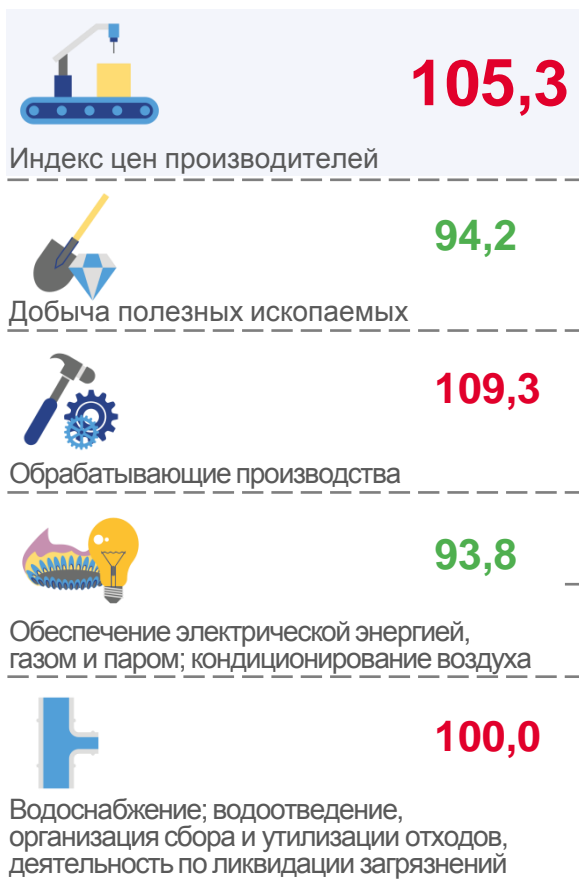 105,3
Индекс цен производителей
94,2
Добыча полезных ископаемых
109,3
Обрабатывающие производства
93,8
Обеспечение электрической энергией,
газом и паром; кондиционирование воздуха
100,0
Водоснабжение; водоотведение,
организация сбора и утилизации отходов,
деятельность по ликвидации загрязнений